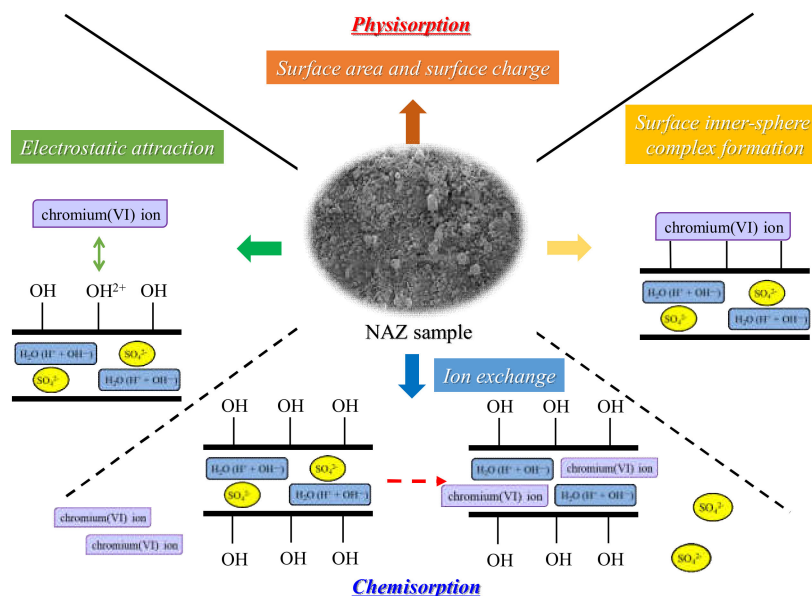 Physisorption
Surface area and surface charge
Electrostatic attraction
Surface inner-sphere
complex formation
chromium(VI) ion
chromium(VI) ion
OH
OH²⁺
OH
H₂O (H⁺ + OH⁻)
SO₄²⁻
SO₄²⁻
H₂O (H⁺ + OH⁻)
H₂O (H⁺ + OH⁻)
SO₄²⁻
SO₄²⁻
H₂O (H⁺ + OH⁻)
NAZ sample
Ion exchange
OH
OH
OH
OH
OH
OH
H₂O (H⁺ + OH⁻)
SO₄²⁻
SO₄²⁻
H₂O (H⁺ + OH⁻)
H₂O (H⁺ + OH⁻)
chromium(VI) ion
chromium(VI) ion
H₂O (H⁺ + OH⁻)
chromium(VI) ion
chromium(VI) ion
SO₄²⁻
SO₄²⁻
OH
OH
OH
OH
OH
OH
Chemisorption